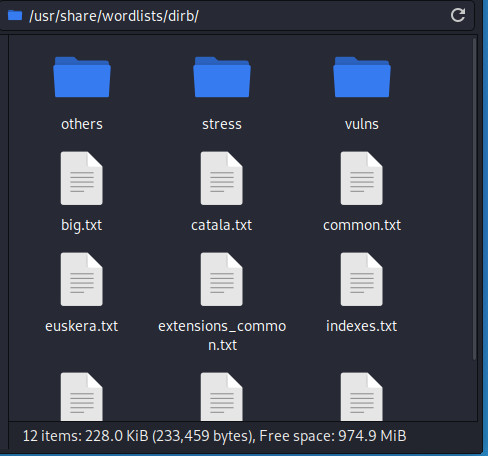 /usr/share/wordlists/dirb/
others stress vulns
big.txt catala.txt common.txt
euskera.txt extensions_commo indexes.txt
n.txt
12 items: 228.0 KiB (233,459 bytes), Free space: 974.9 MiB